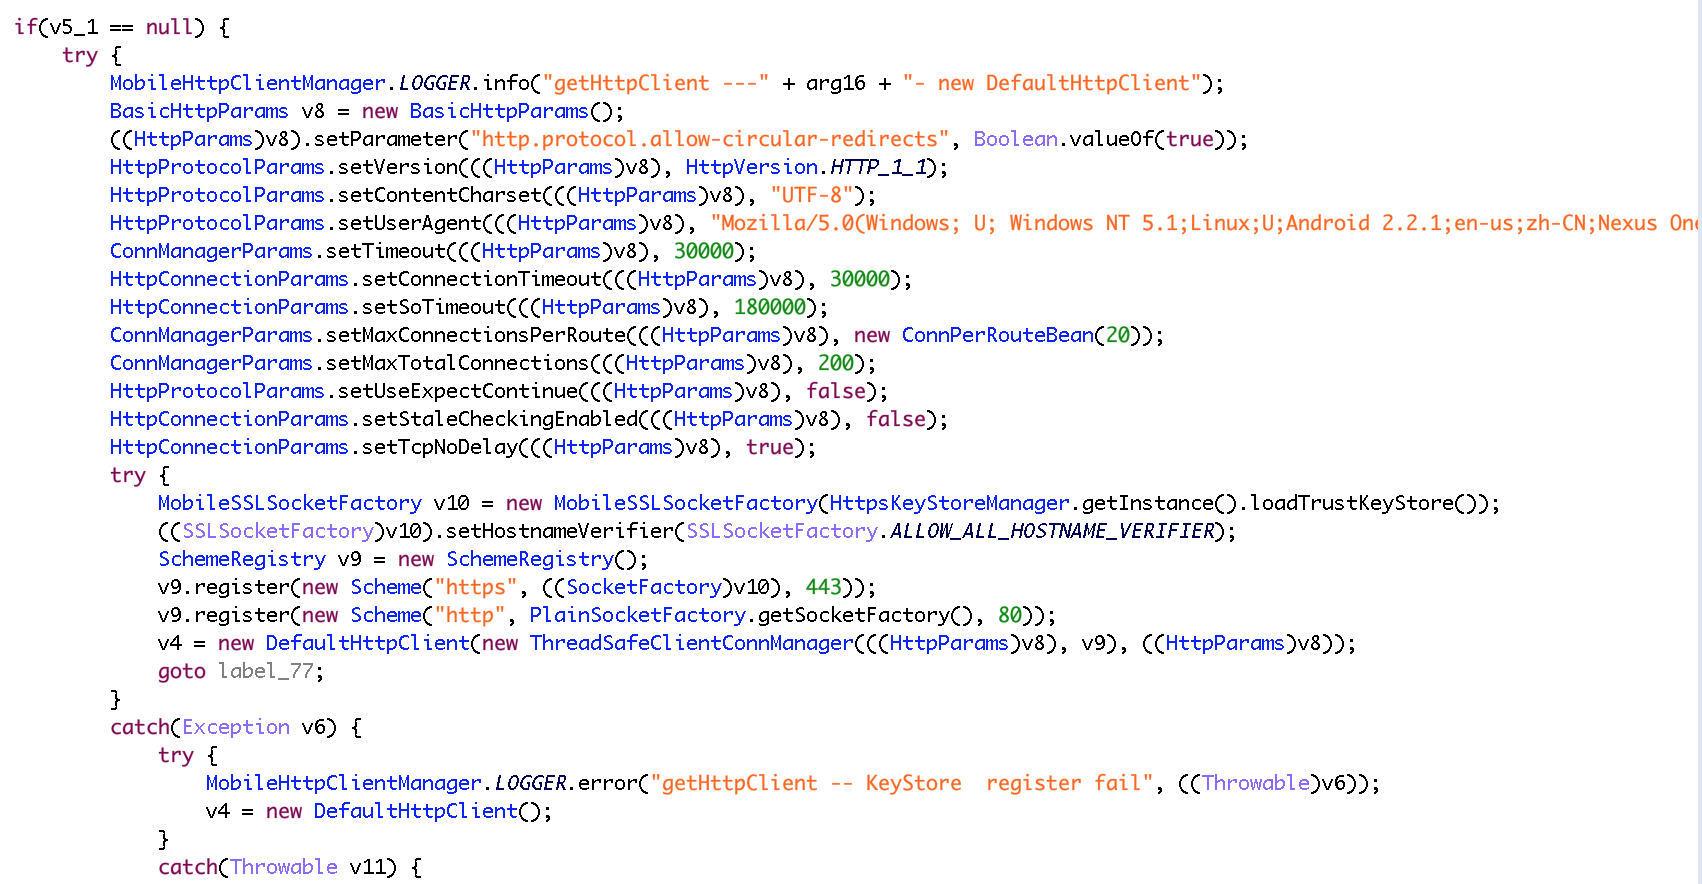 if(v5_1 == null) {
try {
MobileHttpClientManager.LOGGER.info("getHttpClient ---" + arg16 + "- new DefaultHttpClient");
BasicHttpParams v8 = new BasicHttpParams();
((HttpParams)v8).setParameter("http.protocol.allow-circular-redirects", Boolean.valueOf(true));
HttpProtocolParams.setVersion(((HttpParams)v8), HttpVersion.HTTP_1_1);
HttpProtocolParams.setContentCharset(((HttpParams)v8), "UTF-8");
HttpProtocolParams.setUserAgent(((HttpParams)v8), "Mozilla/5.0(Windows; U; Windows NT 5.1;Linux;U;Android 2.2.1;en-us;zh-CN;Nexus One
ConnManagerParams.setTimeout(((HttpParams)v8), 30000);
HttpConnectionParams.setConnectionTimeout(((HttpParams)v8), 30000);
HttpConnectionParams.setSoTimeout(((HttpParams)v8), 180000);
ConnManagerParams.setMaxConnectionsPerRoute(((HttpParams)v8), new ConnPerRouteBean(20));
ConnManagerParams.setMaxTotalConnections(((HttpParams)v8), 200);
HttpProtocolParams.setUseExpectContinue(((HttpParams)v8), false);
HttpConnectionParams.setStaleCheckingEnabled(((HttpParams)v8), false);
HttpConnectionParams.setTcpNoDelay(((HttpParams)v8), true);
try {
MobileSSLSocketFactory v10 = new MobileSSLSocketFactory(HttpsKeyStoreManager.getInstance().loadTrustKeyStore());
((SSLSocketFactory)v10).setHostnameVerifier(SSLSocketFactory.ALLOW_ALL_HOSTNAME_VERIFIER);
SchemeRegistry v9 = new SchemeRegistry();
v9.register(new Scheme("https", ((SocketFactory)v10), 443));
v9.register(new Scheme("http", PlainSocketFactory.getSocketFactory(), 80));
v4 = new DefaultHttpClient(new ThreadSafeClientConnManager(((HttpParams)v8), v9), ((HttpParams)v8));
goto label_77;
}
catch(Exception v6) {
try {
MobileHttpClientManager.LOGGER.error("getHttpClient -- KeyStore  register fail", ((Throwable)v6));
v4 = new DefaultHttpClient();
}
catch(Throwable v11) {